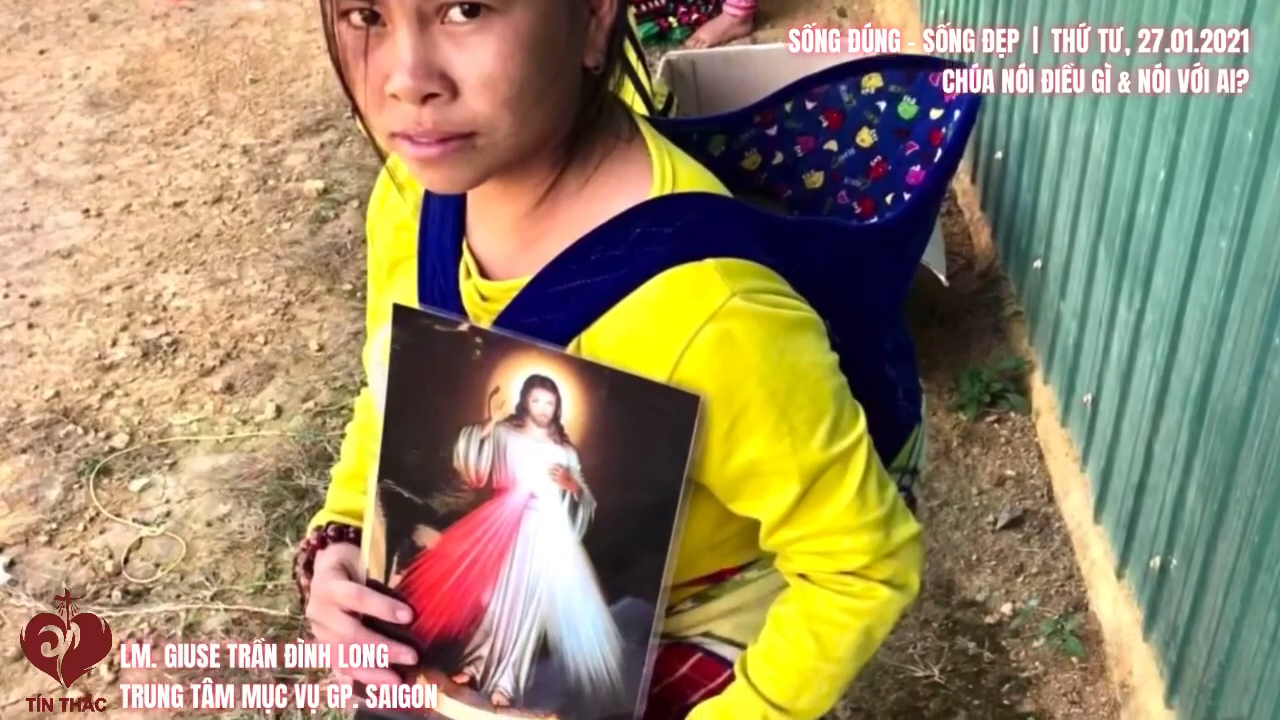 SỐNG ĐÚNG - SỐNG ĐẸP | THỨ TƯ, 27.01.2021
CHÚA NÓI ĐIỀU GÌ & NÓI VỚI AI?
LM. GIUSE TRẦN ĐÌNH LONG
TRUNG TÂM MỤC VỤ GP. SAIGON
TÍN THÁC